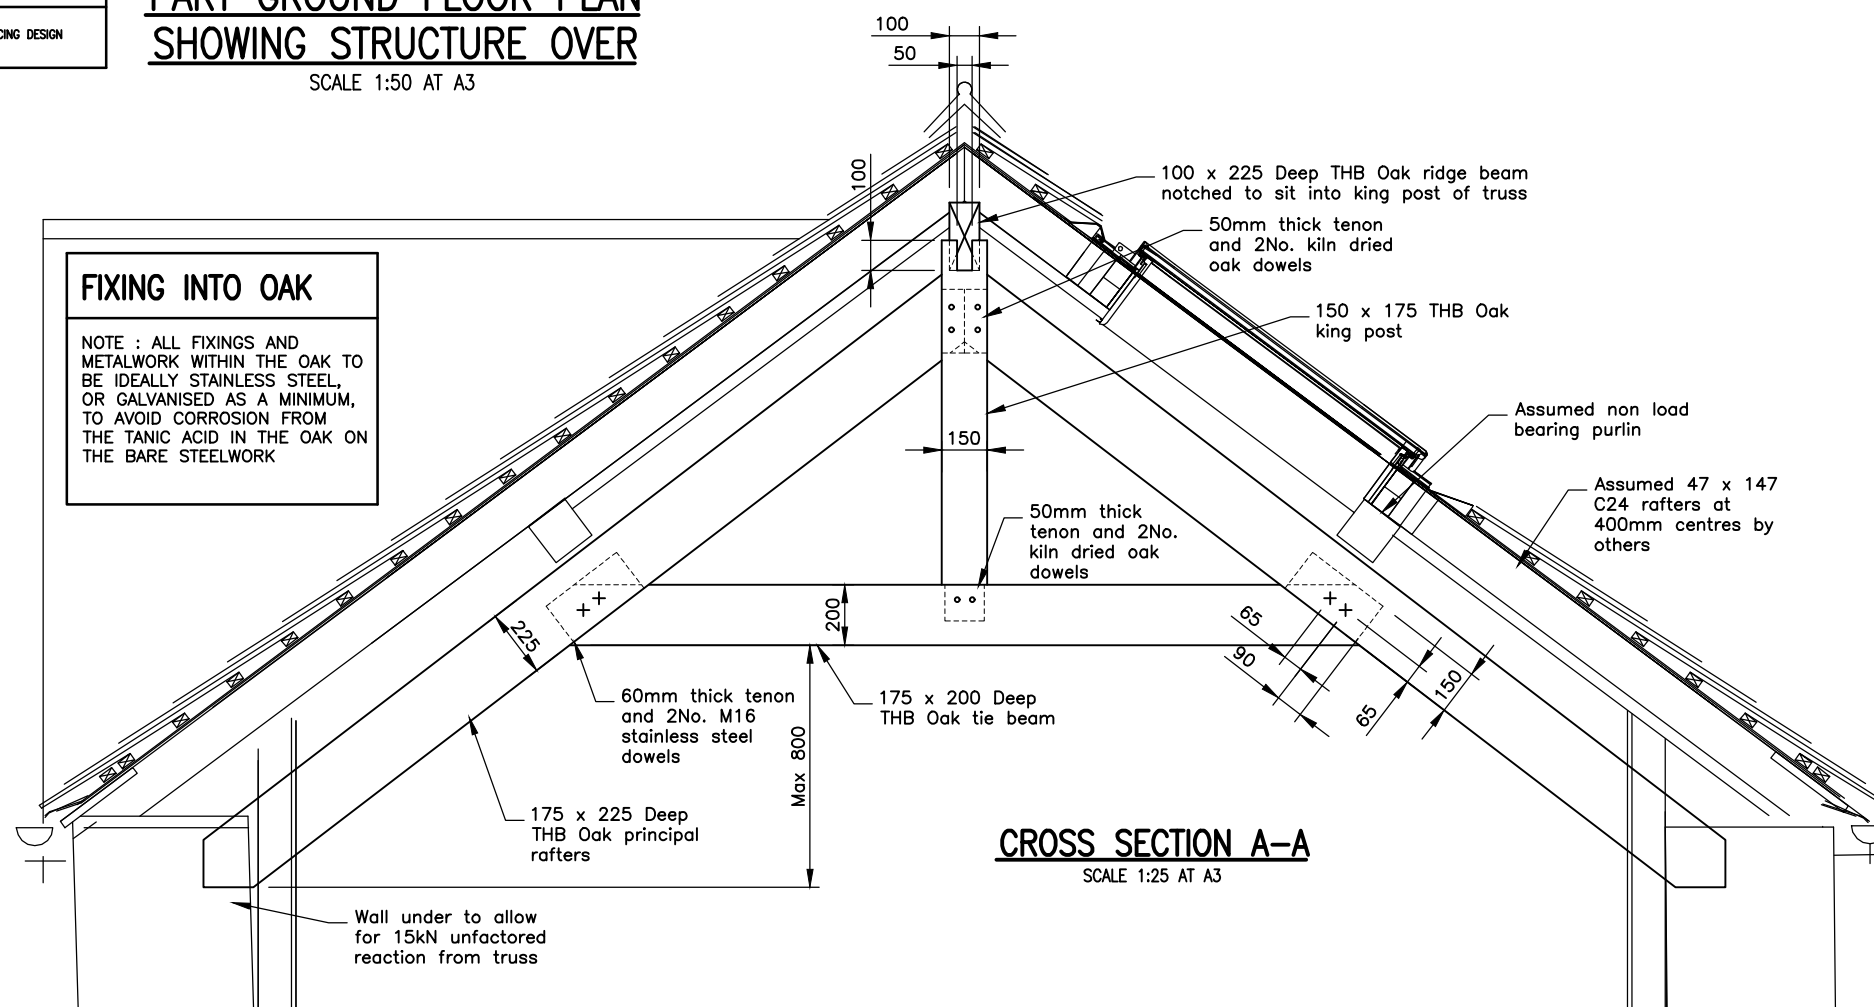 PART GROUND FLOOR PLAN
SHOWING STRUCTURE OVER
SCALE 1:50 AT A3
CING DESIGN
FIXING INTO OAK
NOTE : ALL FIXINGS AND
METALWORK WITHIN THE OAK TO
BE IDEALLY STAINLESS STEEL,
OR GALVANISED AS A MINIMUM,
TO AVOID CORROSION FROM
THE TANIC ACID IN THE OAK ON
THE BARE STEELWORK
100
50
100
100 x 225 Deep THB Oak ridge beam
notched to sit into king post of truss
50mm thick tenon
and 2No. kiln dried
oak dowels
150 x 175 THB Oak
king post
Assumed non load
bearing purlin
Assumed 47 x 147
C24 rafters at
400mm centres by
others
150
50mm thick
tenon and 2No.
kiln dried oak
dowels
200
225
65
90
65
150
60mm thick tenon
and 2No. M16
stainless steel
dowels
175 x 200 Deep
THB Oak tie beam
Max 800
175 x 225 Deep
THB Oak principal
rafters
Wall under to allow
for 15kN unfactored
reaction from truss
CROSS SECTION A-A
SCALE 1:25 AT A3